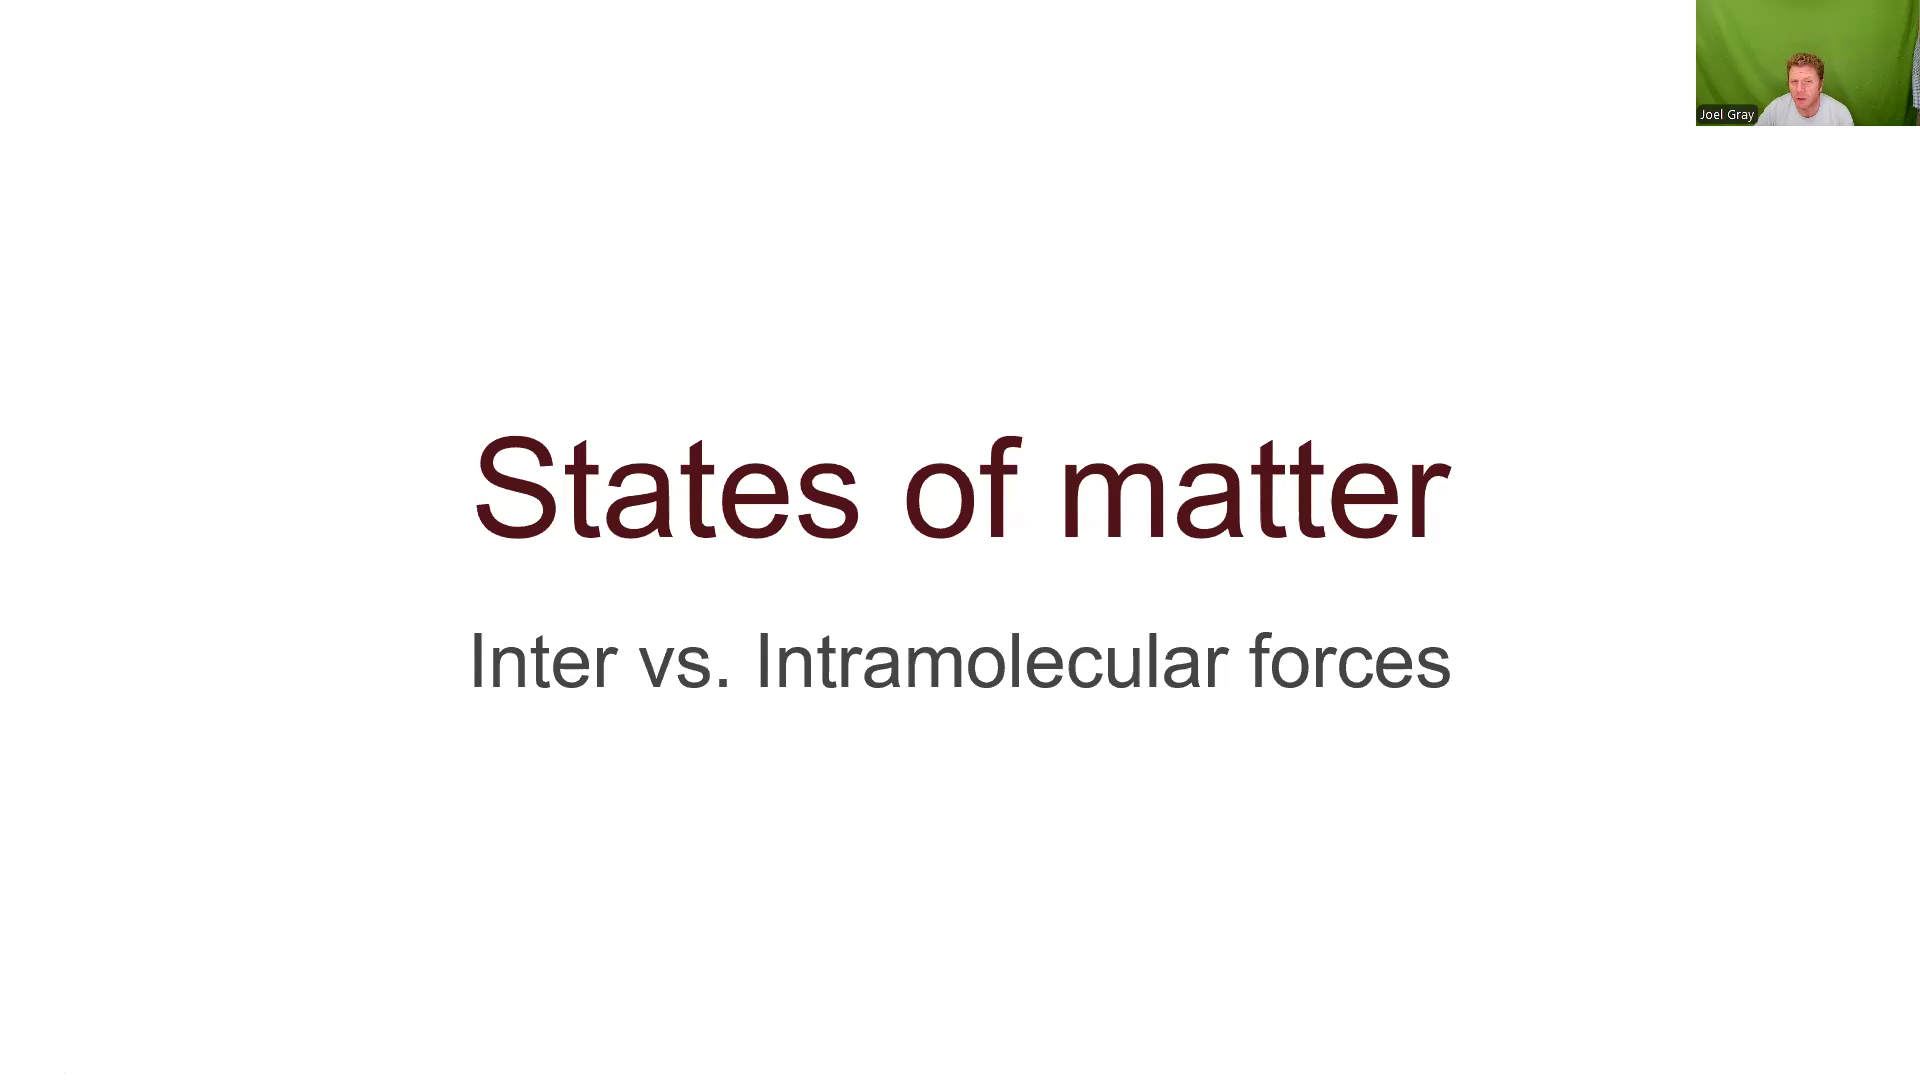 Joel Gray
States of matter
Inter vs. Intramolecular forces